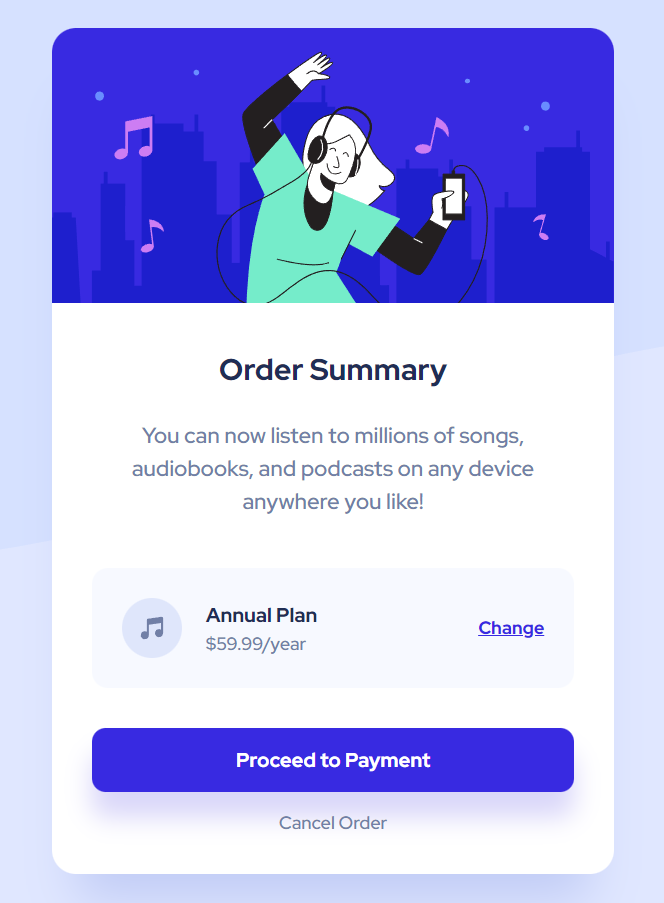 Order Summary
You can now listen to millions of songs,
audiobooks, and podcasts on any device
anywhere you like!
Annual Plan
$59.99/year
Change
Proceed to Payment
Cancel Order